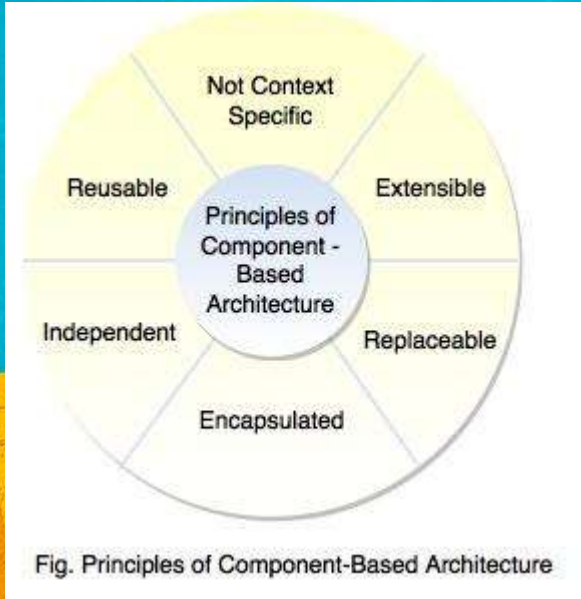 Not Context
Specific
Reusable
Extensible
Principles of
Component -
Based
Architecture
Independent
Replaceable
Encapsulated
Fig. Principles of Component-Based Architecture